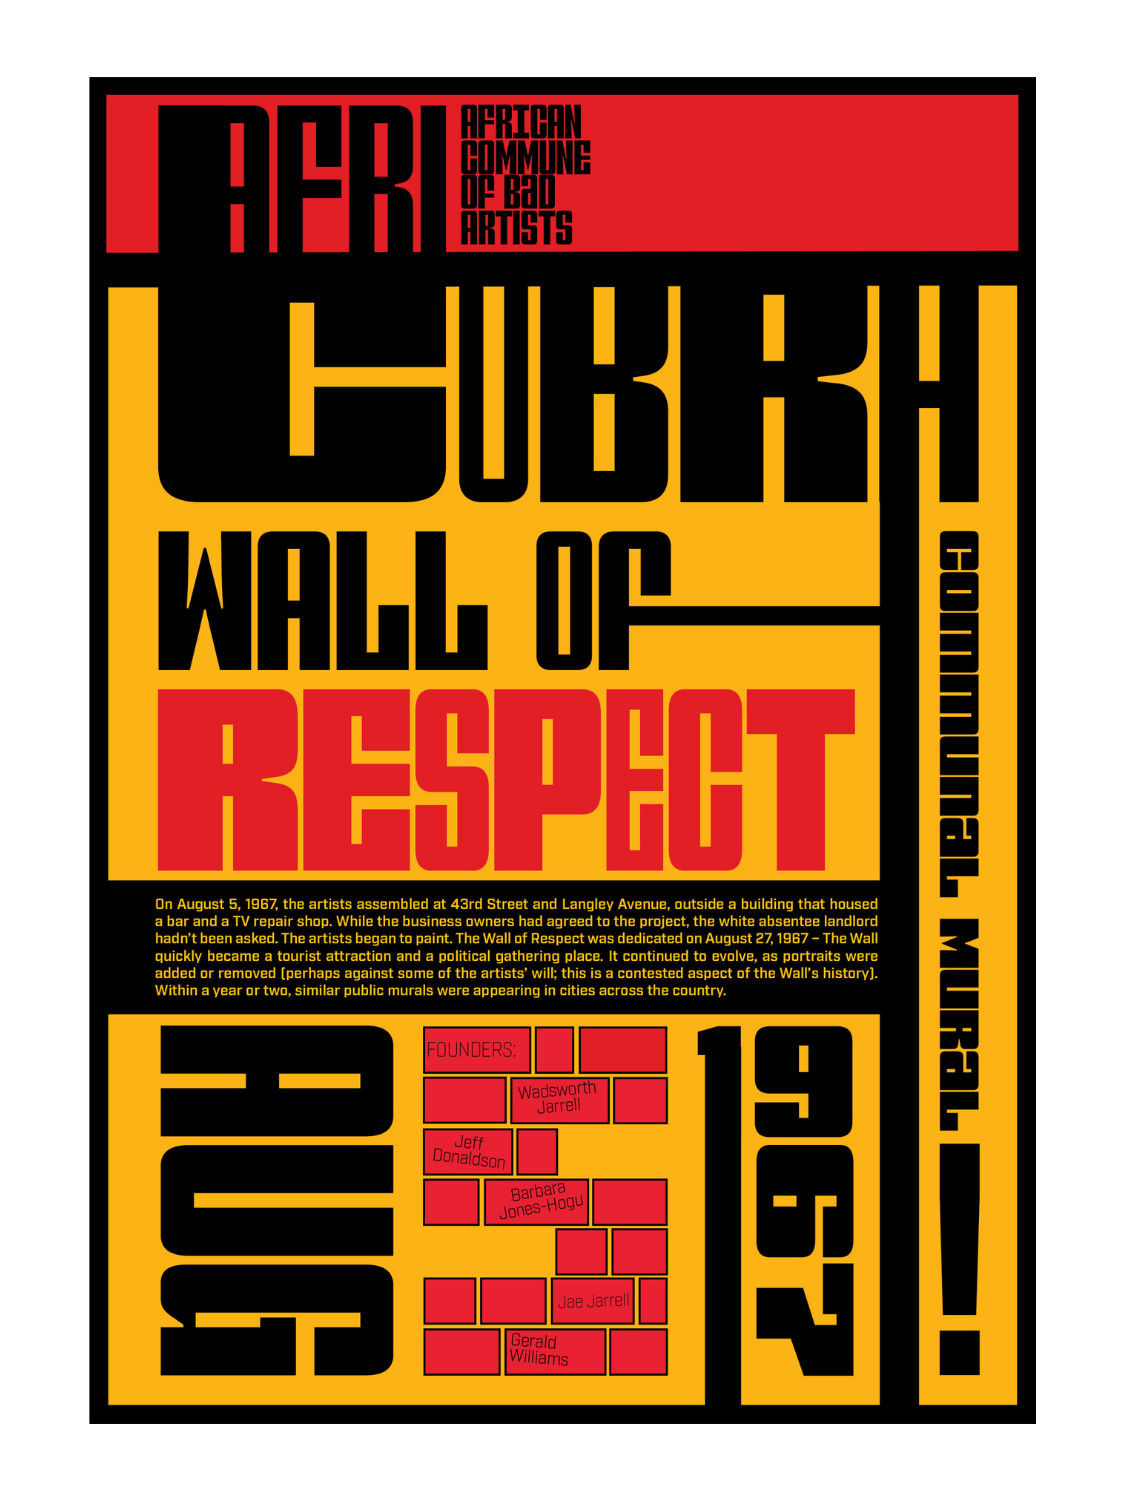 AFRI
AFRICAN
COMMUNE
OF BaD
ARTISTS
COBRA
WALL OF
RESPECT
COMMUNaL MURaL!
On August 5, 1967, the artists assembled at 43rd Street and Langley Avenue, outside a building that housed
a bar and a TV repair shop. While the business owners had agreed to the project, the white absentee landlord
hadn't been asked. The artists began to paint. The Wall of Respect was dedicated on August 27, 1967 – The Wall
quickly became a tourist attraction and a political gathering place. It continued to evolve, as portraits were
added or removed (perhaps against some of the artists' will; this is a contested aspect of the Wall's history).
Within a year or two, similar public murals were appearing in cities across the country.
AUG
5
FOUNDERS:
Wadsworth
Jarrell
Jeff
Donaldson
Barbara
Jones-Hogu
Jae Jarrell
Gerald
Williams
1967